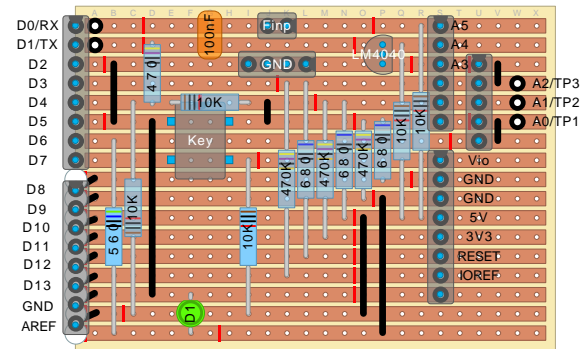 A B C D E F G H I J K L M N O P Q R S T U V W X
D0/RX
D1/TX
D2
D3
D4
D5
D6
D7
D8
D9
D10
D11
D12
D13
GND
AREF
100nF
Finp
LM4040
GND
470
10K
Key
10K
560
10K
D1
470K
680
470K
680
470K
680
10K
10K
A5
A4
A3
A2/TP3
A1/TP2
A0/TP1
Vio
GND
GND
5V
3V3
RESET
IOREF